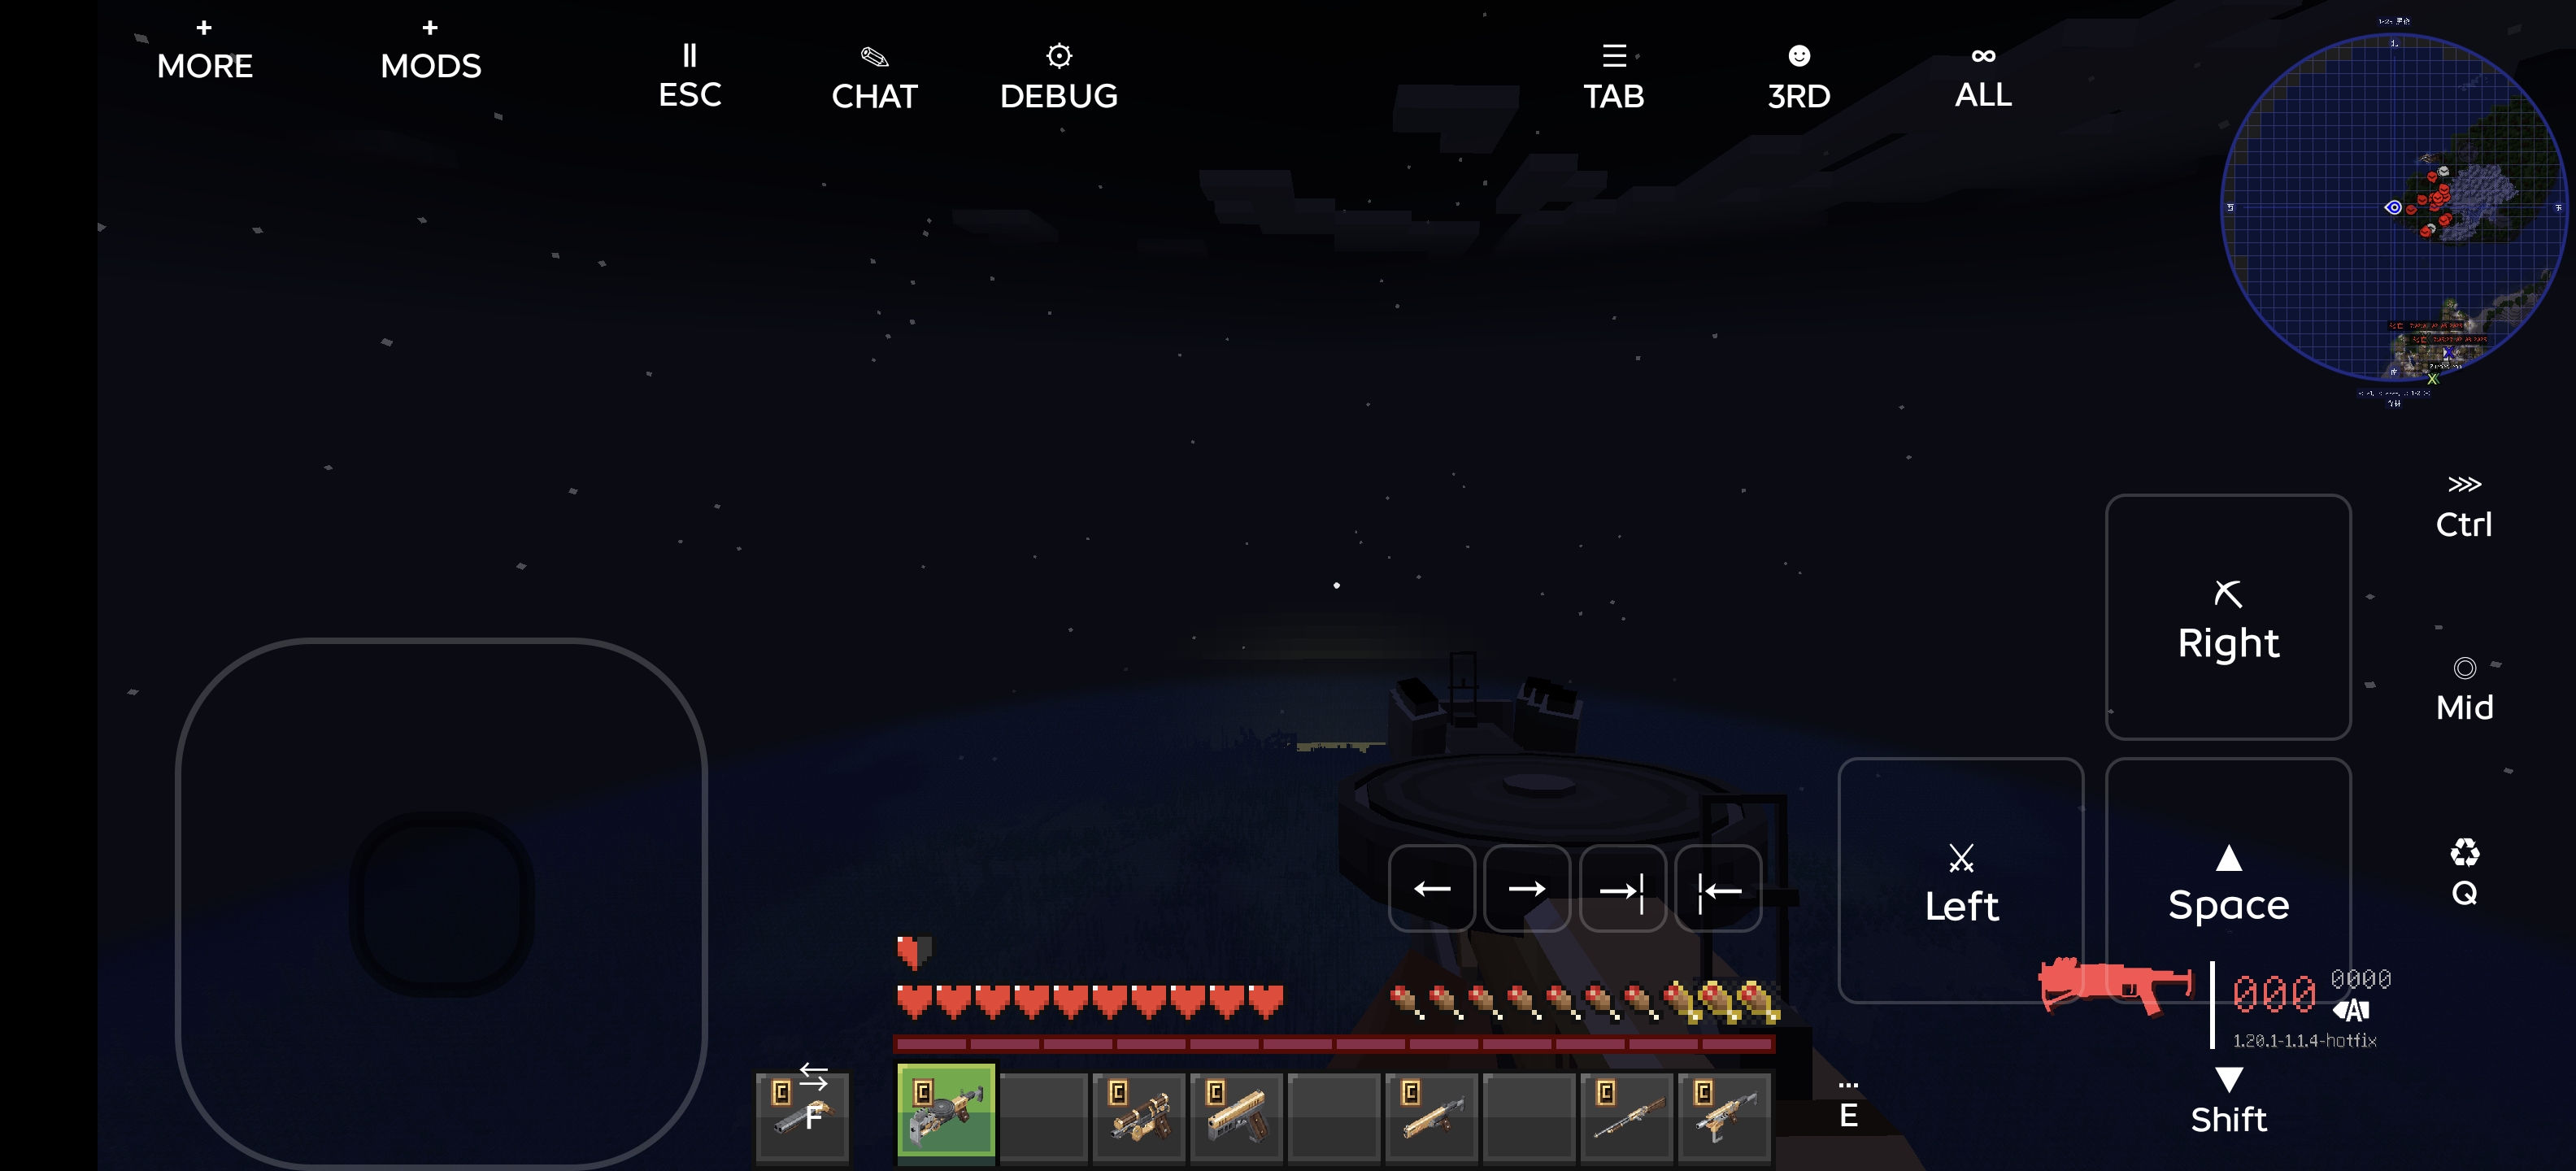 MORE
MODS
ESC
CHAT
DEBUG
TAB
3RD
ALL
Ctrl
Right
Mid
Left
Space
Q
000
0000
A
1.20.1-1.1.4-hotfix
F
E
Shift